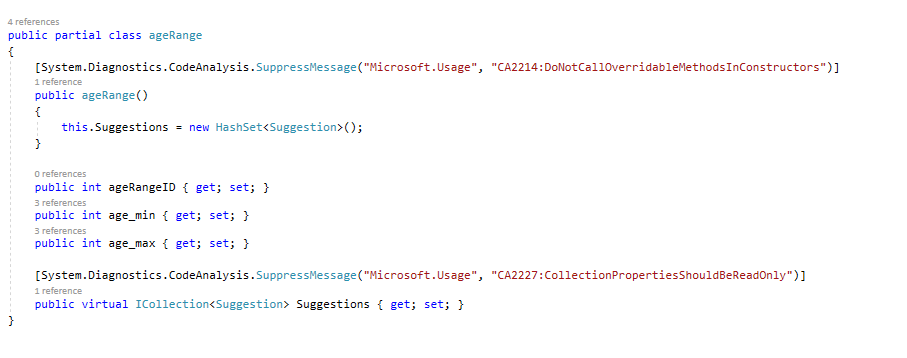 4 references
public partial class ageRange
{
[System.Diagnostics.CodeAnalysis.SuppressMessage("Microsoft.Usage", "CA2214:DoNotCallOverridableMethodsInConstructors")]
1 reference
public ageRange()
{
this.Suggestions = new HashSet<Suggestion>();
}
0 references
public int ageRangeID { get; set; }
3 references
public int age_min { get; set; }
3 references
public int age_max { get; set; }
[System.Diagnostics.CodeAnalysis.SuppressMessage("Microsoft.Usage", "CA2227:CollectionPropertiesShouldBeReadOnly")]
1 reference
public virtual ICollection<Suggestion> Suggestions { get; set; }
}